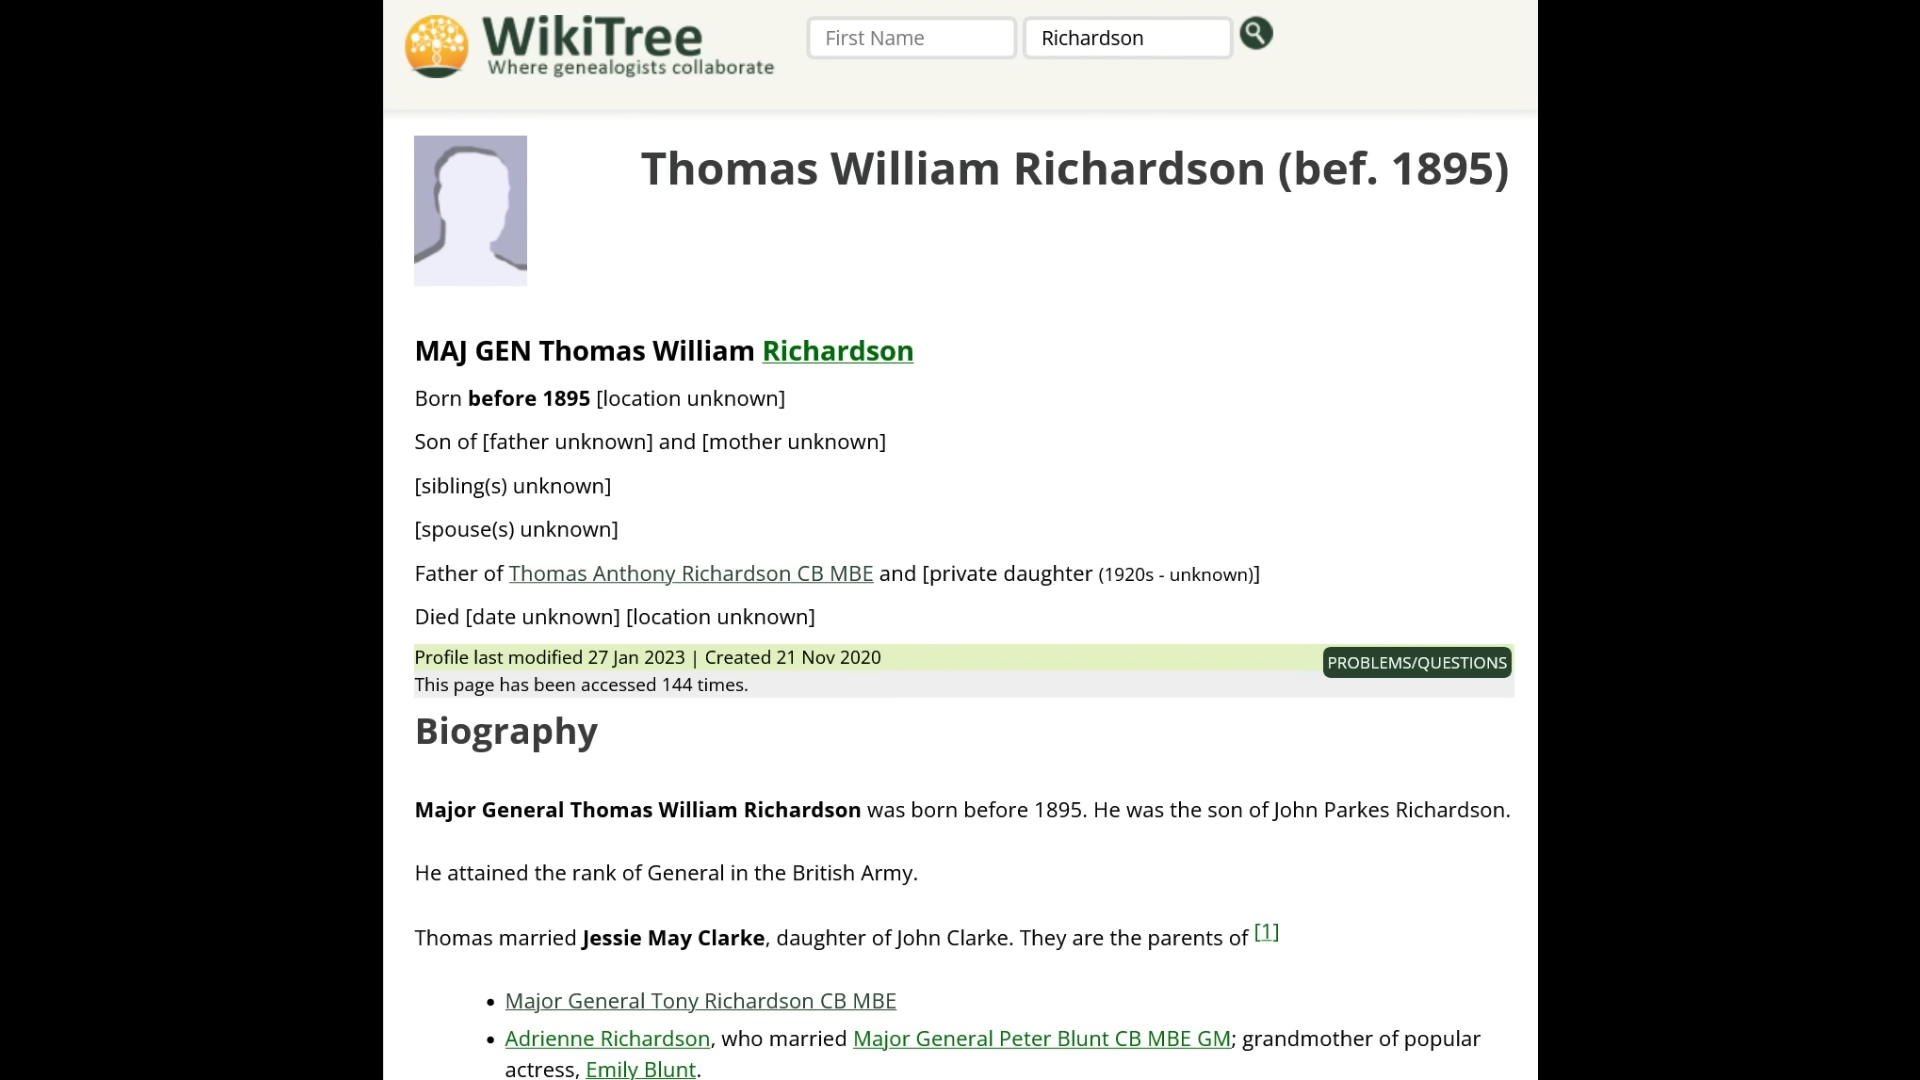 WikiTree
Where genealogists collaborate
First Name
Richardson
Thomas William Richardson (bef. 1895)
MAJ GEN Thomas William Richardson
Born before 1895 [location unknown]
Son of [father unknown] and [mother unknown]
[sibling(s) unknown]
[spouse(s) unknown]
Father of Thomas Anthony Richardson CB MBE and [private daughter (1920s - unknown)]
Died [date unknown] [location unknown]
Profile last modified 27 Jan 2023 | Created 21 Nov 2020
PROBLEMS/QUESTIONS
This page has been accessed 144 times.
Biography
Major General Thomas William Richardson was born before 1895. He was the son of John Parkes Richardson.
He attained the rank of General in the British Army.
Thomas married Jessie May Clarke, daughter of John Clarke. They are the parents of [1]
• Major General Tony Richardson CB MBE
• Adrienne Richardson, who married Major General Peter Blunt CB MBE GM; grandmother of popular
actress, Emily Blunt.